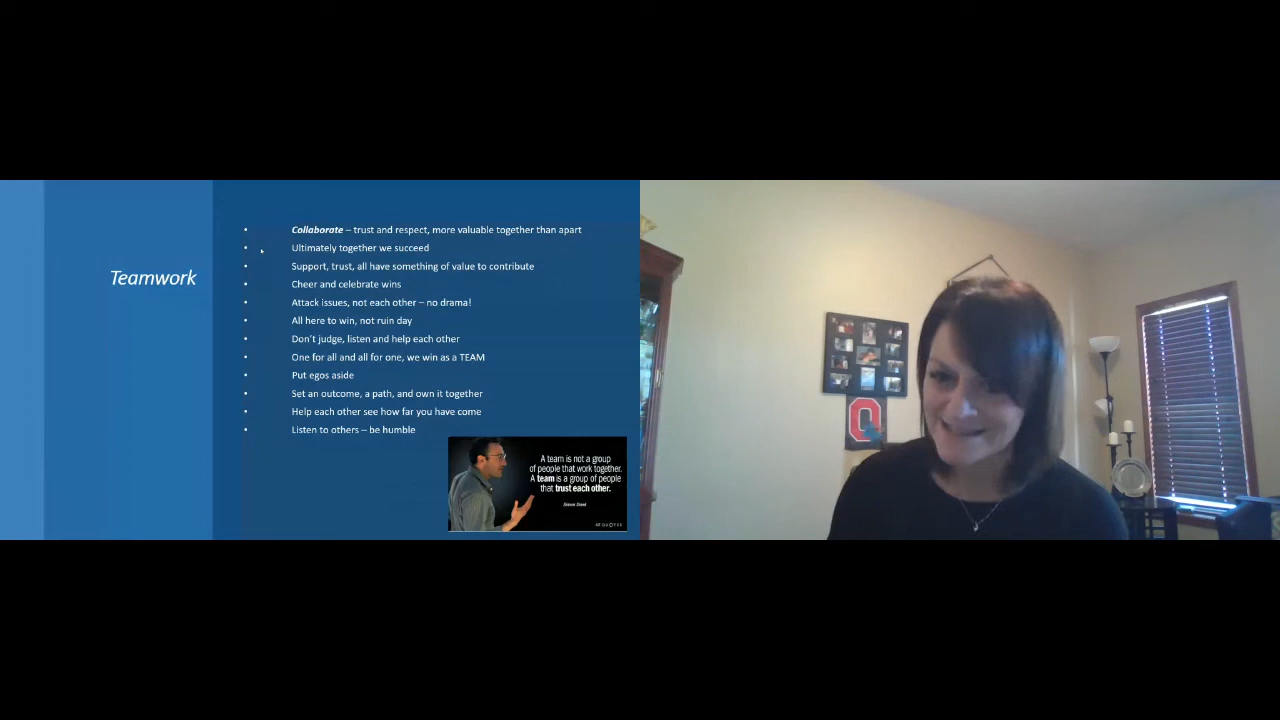 Teamwork
Collaborate – trust and respect, more valuable together than apart
Ultimately together we succeed
Support, trust, all have something of value to contribute
Cheer and celebrate wins
Attack issues, not each other – no drama!
All here to win, not ruin day
Don't judge, listen and help each other
One for all and all for one, we win as a TEAM
Put egos aside
Set an outcome, a path, and own it together
Help each other see how far you have come
Listen to others – be humble
A team is not a group
of people that work together.
A team is a group of people
that trust each other.
Simon Sinek
AZ QUOTES
O